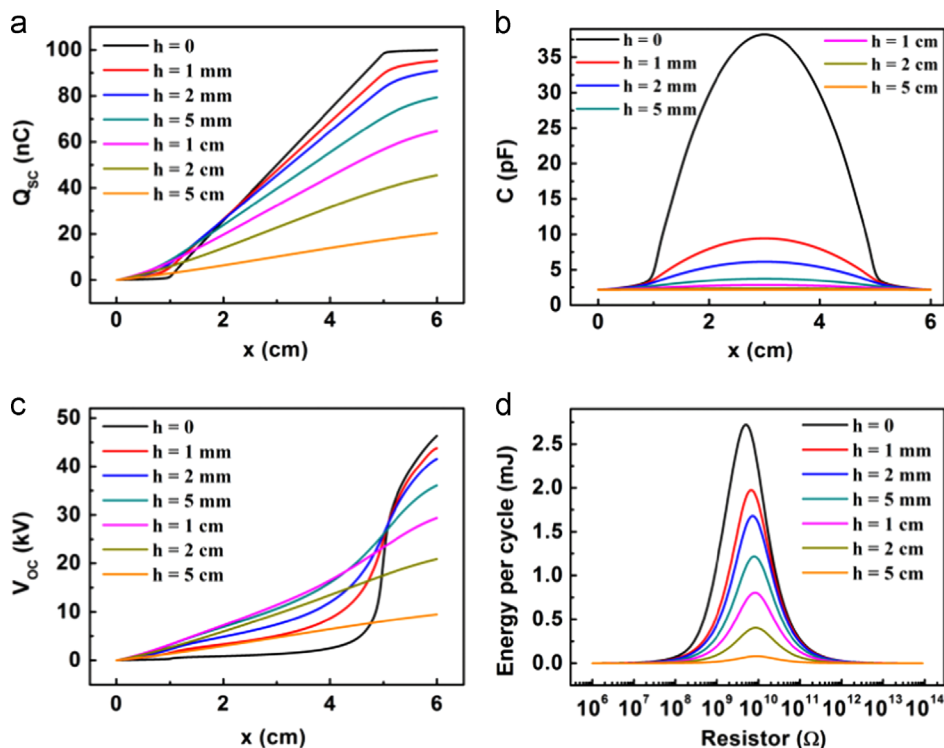 a
Q_SC (nC)
100
80
60
40
20
0
h = 0
h = 1 mm
h = 2 mm
h = 5 mm
h = 1 cm
h = 2 cm
h = 5 cm
0 2 4 6
x (cm)
b
C (pF)
35
30
25
20
15
10
5
0
h = 0
h = 1 mm
h = 2 mm
h = 5 mm
h = 1 cm
h = 2 cm
h = 5 cm
0 2 4 6
x (cm)
c
V_OC (kV)
50
40
30
20
10
0
h = 0
h = 1 mm
h = 2 mm
h = 5 mm
h = 1 cm
h = 2 cm
h = 5 cm
0 2 4 6
x (cm)
d
Energy per cycle (mJ)
2.5
2.0
1.5
1.0
0.5
0.0
h = 0
h = 1 mm
h = 2 mm
h = 5 mm
h = 1 cm
h = 2 cm
h = 5 cm
10⁶ 10⁷ 10⁸ 10⁹ 10¹⁰ 10¹¹ 10¹² 10¹³ 10¹⁴
Resistor (Ω)